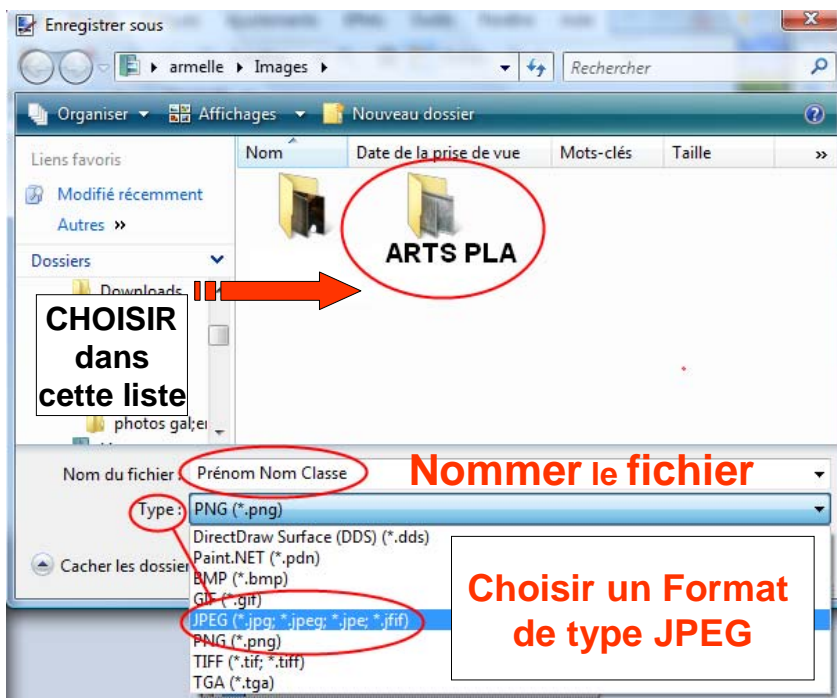 Enregistrer sous
armelle ▸ Images ▸
Rechercher
Organiser
Affichages
Nouveau dossier
Liens favoris
Modifié récemment
Autres »
Dossiers
Downloads
photos gal;er
Nom
Date de la prise de vue
Mots-clés
Taille
»
ARTS PLA
CHOISIR
dans
cette liste
Nom du fichier : Prénom Nom Classe
Nommer le fichier
Type : PNG (*.png)
Cacher les dossier
DirectDraw Surface (DDS) (*.dds)
Paint.NET (*.pdn)
BMP (*.bmp)
GIF (*.gif)
JPEG (*.jpg; *.jpeg; *.jpe; *.jfif)
PNG (*.png)
TIFF (*.tif; *.tiff)
TGA (*.tga)
Choisir un Format
de type JPEG